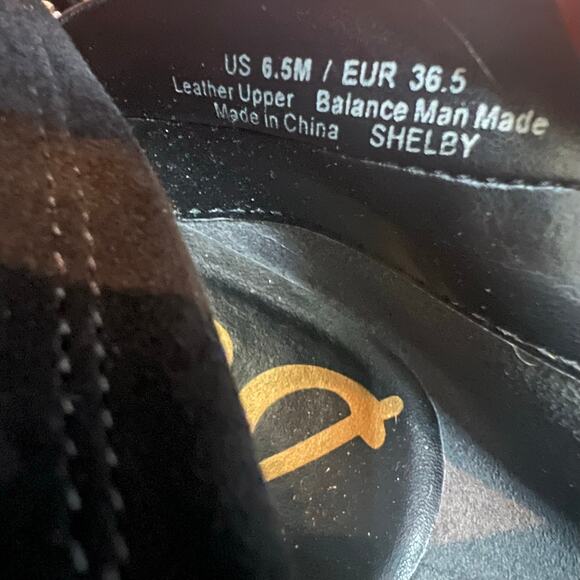 US 6.5M / EUR 36.5
Leather Upper Balance Man Made
Made in China SHELBY